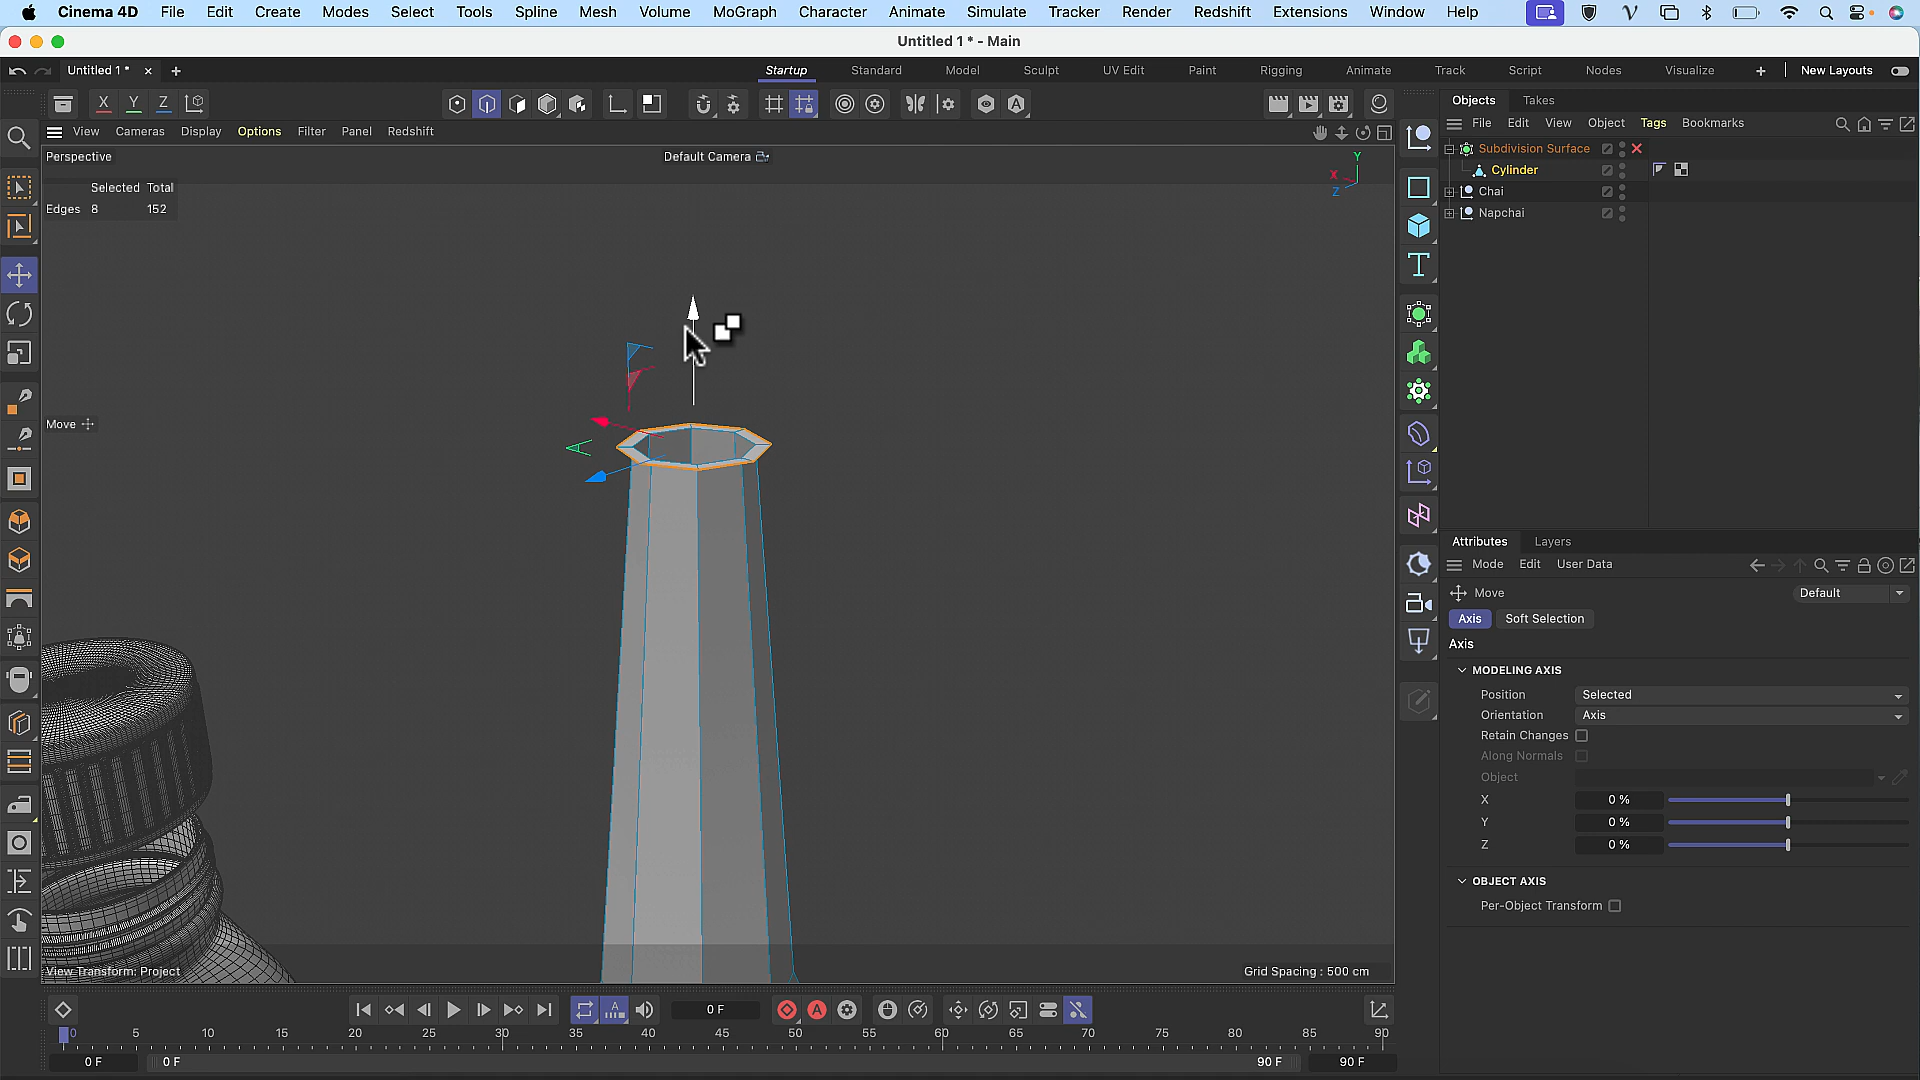 Cinema 4D File Edit Create Modes Select Tools Spline Mesh Volume MoGraph Character Animate Simulate Tracker Render Redshift Extensions Window Help
Untitled 1 * - Main
Untitled 1 * Startup Standard Model Sculpt UV Edit Paint Rigging Animate Track Script Nodes Visualize New Layouts
X Y Z
Objects Takes
View Cameras Display Options Filter Panel Redshift
File Edit View Object Tags Bookmarks
Perspective
Default Camera
Y
X
Z
Selected Total
Edges 8 152
Move
Subdivision Surface
Cylinder
Chai
Napchai
Attributes Layers
Mode Edit User Data
Move
Default
Axis Soft Selection
Axis
MODELING AXIS
Position Selected
Orientation Axis
Retain Changes
Along Normals
Object
X 0 %
Y 0 %
Z 0 %
OBJECT AXIS
Per-Object Transform
View Transform: Project
Grid Spacing : 500 cm
0 F
0 5 10 15 20 25 30 35 40 45 50 55 60 65 70 75 80 85 90
0 F 0 F 90 F 90 F